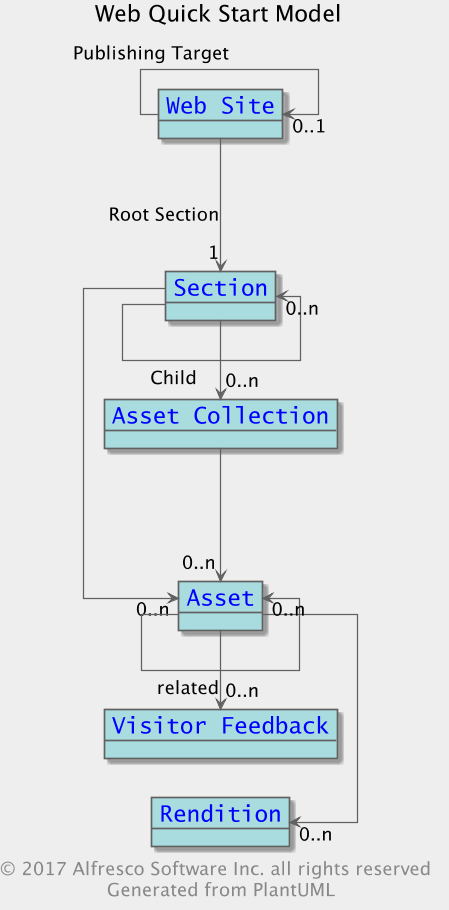 Web Quick Start Model
Publishing Target
Web Site
0..1
Root Section
1
Section
0..n
Child
0..n
Asset Collection
0..n
Asset
0..n
0..n
related
0..n
Visitor Feedback
Rendition
0..n
© 2017 Alfresco Software Inc. all rights reserved
Generated from PlantUML